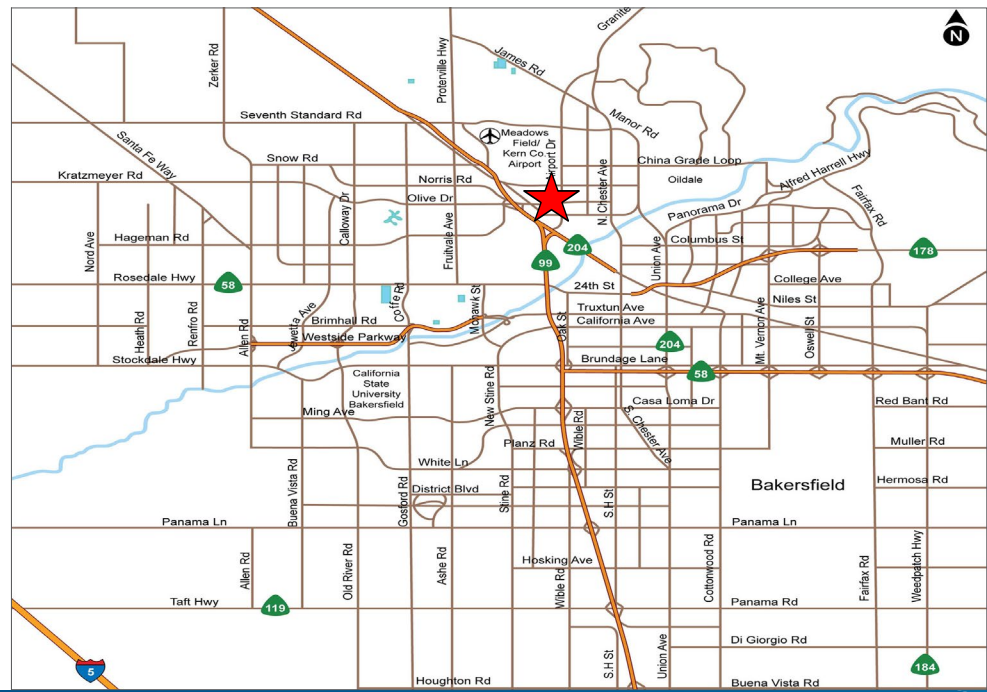 Granite
N
Zerker Rd
Proterville Hwy
James Rd
Manor Rd
Seventh Standard Rd
Santa Fe Way
Meadows
Field/
Kern Co.
Airport
Airport Dr
Snow Rd
China Grade Loop
Kratzmeyer Rd
Norris Rd
Oildale
Alfred Harrell Hwy
Olive Dr
N. Chester Ave
Panorama Dr
Fairfax Rd
Calloway Dr
Fruitvale Ave
Nord Ave
Hageman Rd
Union Ave
Columbus St
204
178
99
Rosedale Hwy
58
24th St
College Ave
Niles St
Coffe Rd
Mohawk St
Truxtun Ave
California Ave
Oak St
Mt. Vernon Ave
Oswell St
Heath Rd
Renfro Rd
Allen Rd
Jewetta Ave
Brimhall Rd
Westside Parkway
204
Stockdale Hwy
Brundage Lane
58
California
State
University
Bakersfield
New Stine Rd
Casa Loma Dr
Red Bant Rd
Ming Ave
Wible Rd
S. Chester Ave
Planz Rd
Muller Rd
White Ln
Buena Vista Rd
Gosford Rd
District Blvd
Stine Rd
S.H St
Bakersfield
Hermosa Rd
Panama Ln
Panama Ln
Allen Rd
Old River Rd
Ashe Rd
Hosking Ave
Wible Rd
Cottonwood Rd
Fairfax Rd
Weedpatch Hwy
Taft Hwy
119
Panama Rd
S.H St
Union Ave
Di Giorgio Rd
5
184
Houghton Rd
Buena Vista Rd